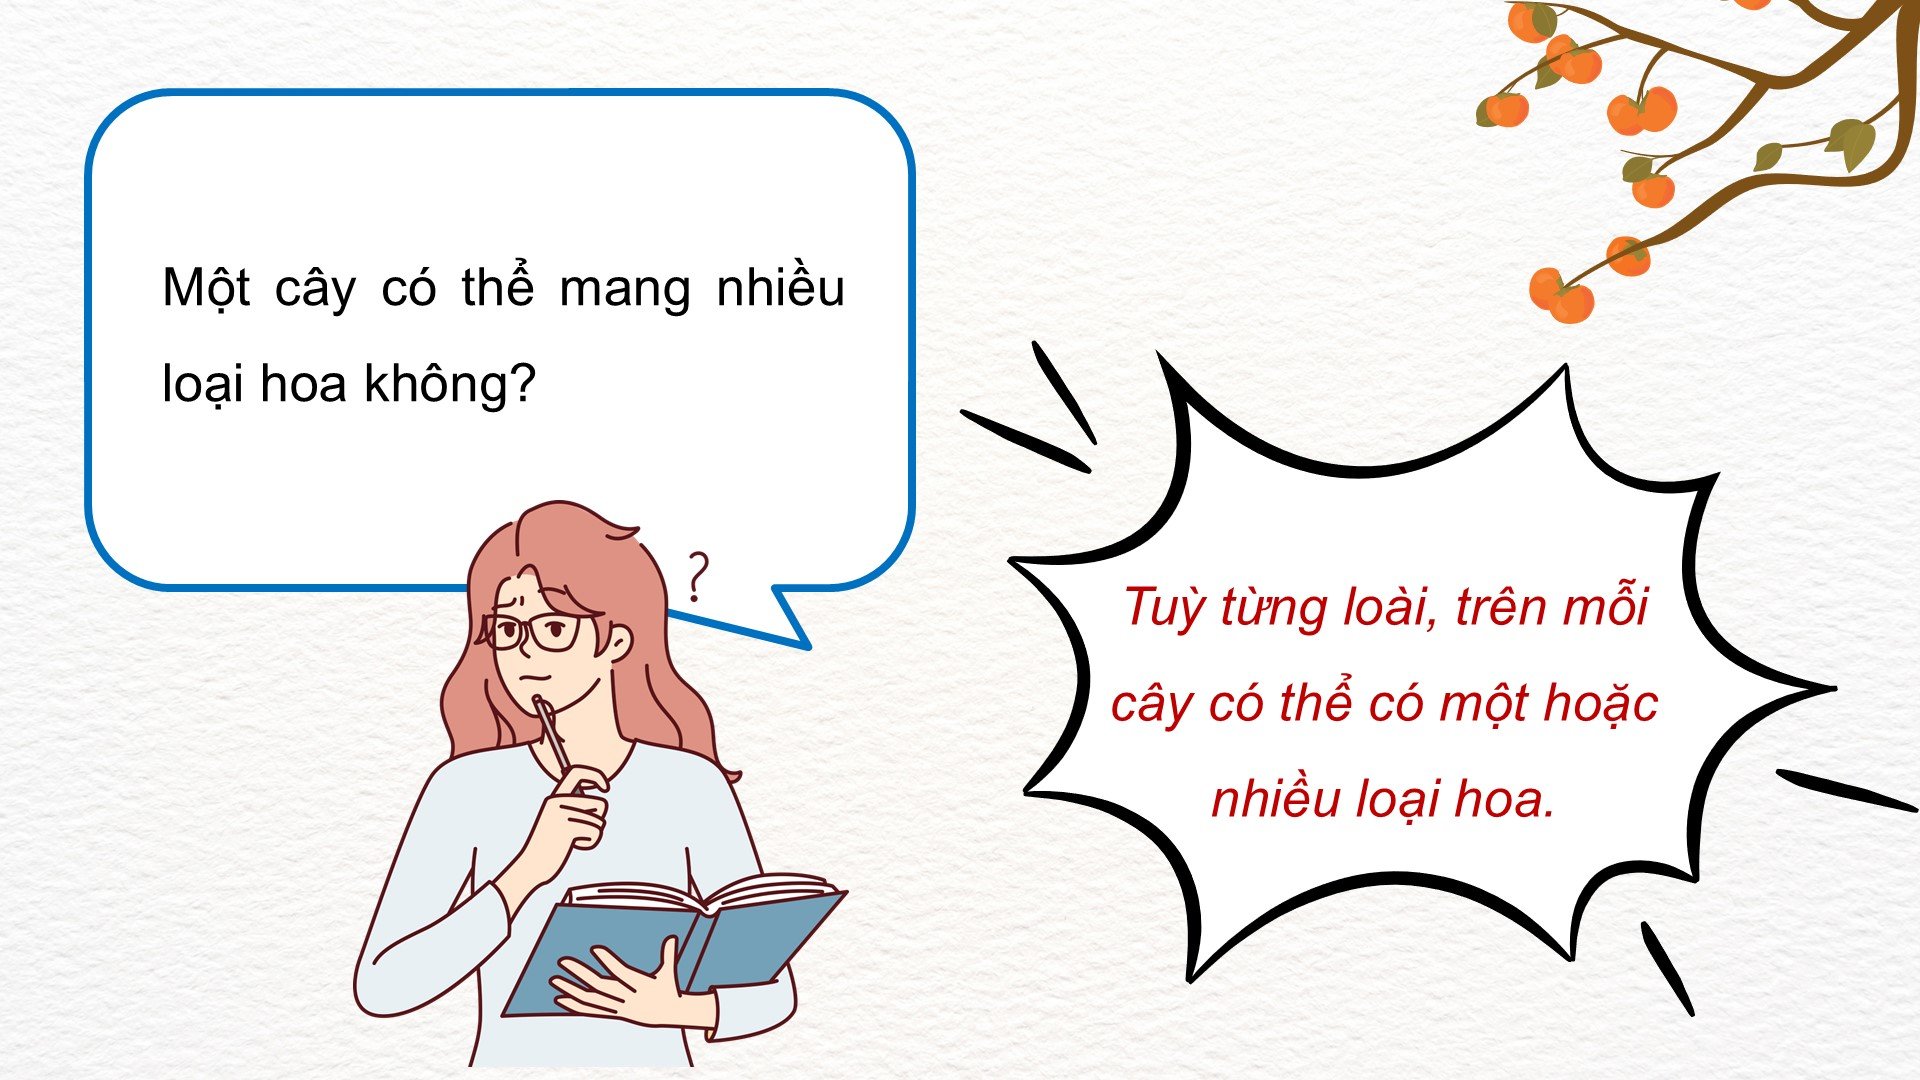 Một cây có thể mang nhiều
loại hoa không?
?
Tuỳ từng loài, trên mỗi
cây có thể có một hoặc
nhiều loại hoa.